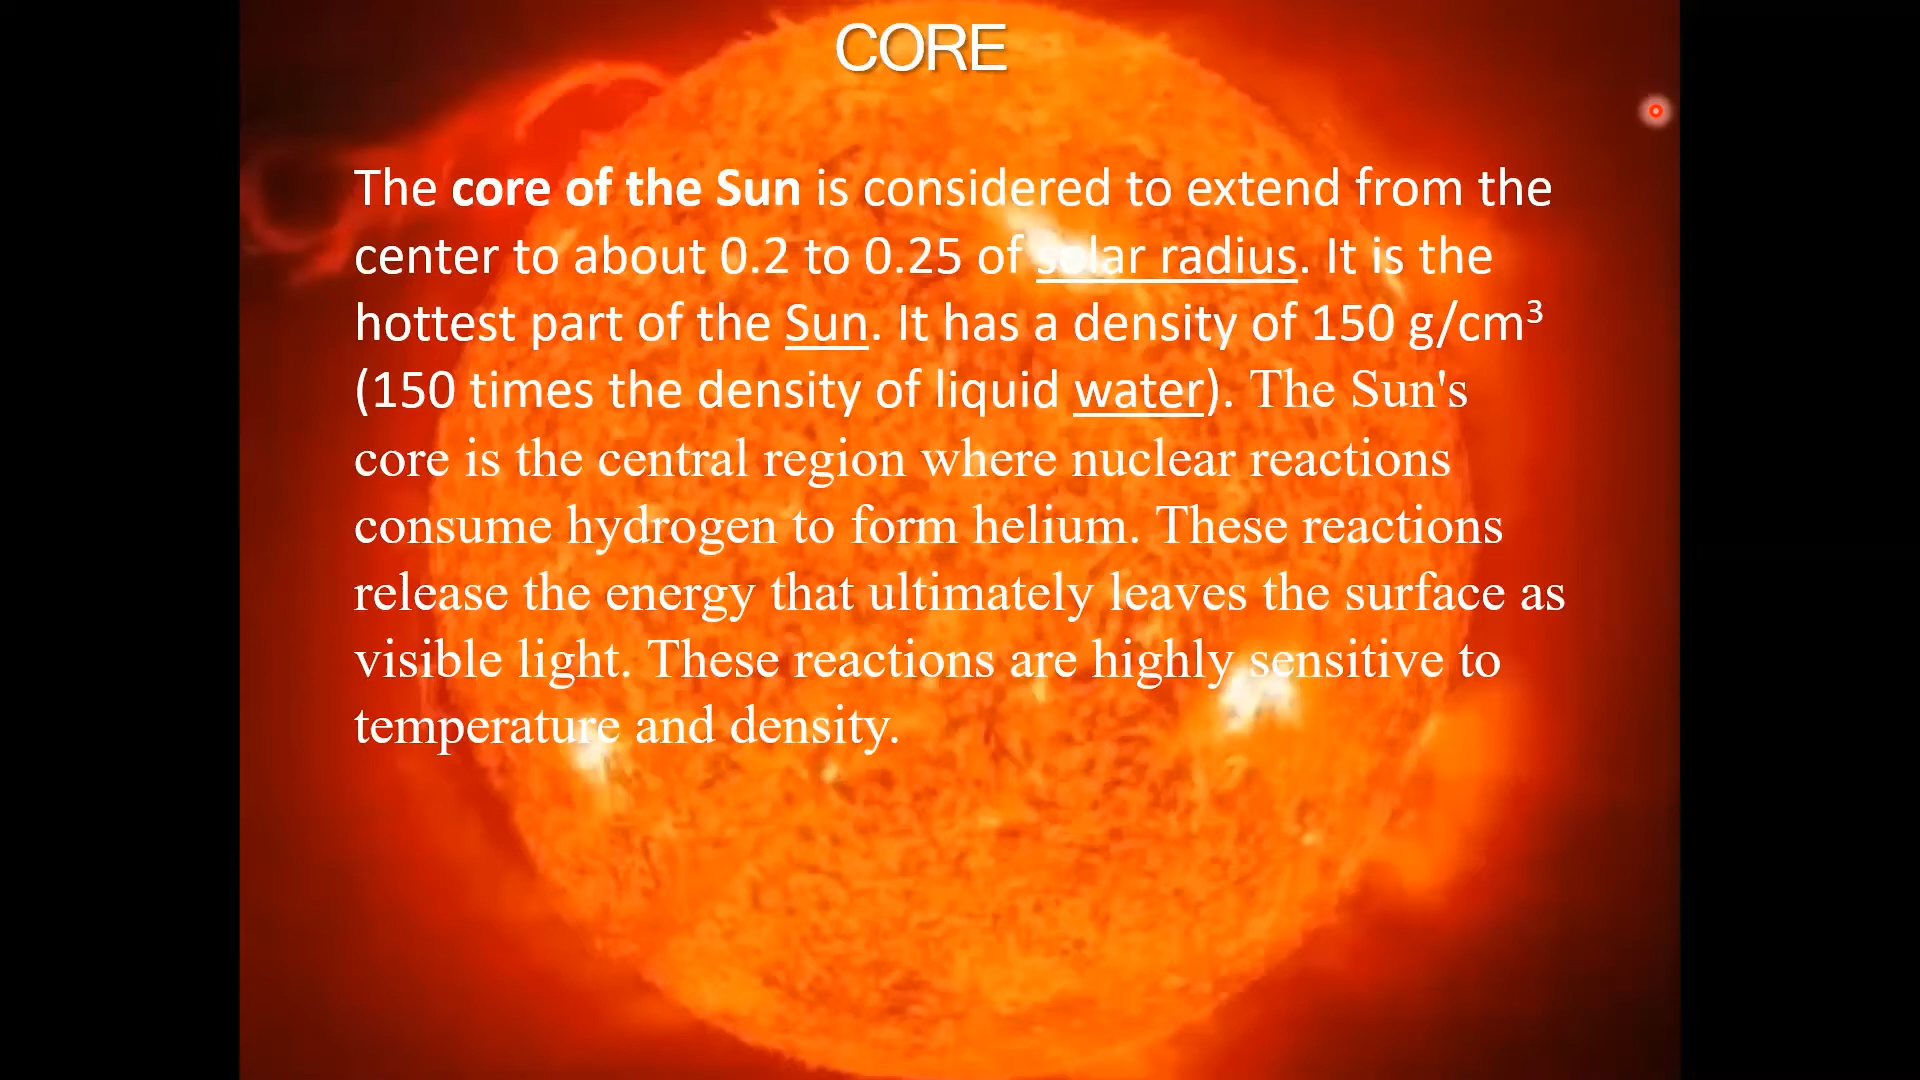 CORE
The core of the Sun is considered to extend from the
center to about 0.2 to 0.25 of solar radius. It is the
hottest part of the Sun. It has a density of 150 g/cm³
(150 times the density of liquid water). The Sun's
core is the central region where nuclear reactions
consume hydrogen to form helium. These reactions
release the energy that ultimately leaves the surface as
visible light. These reactions are highly sensitive to
temperature and density.